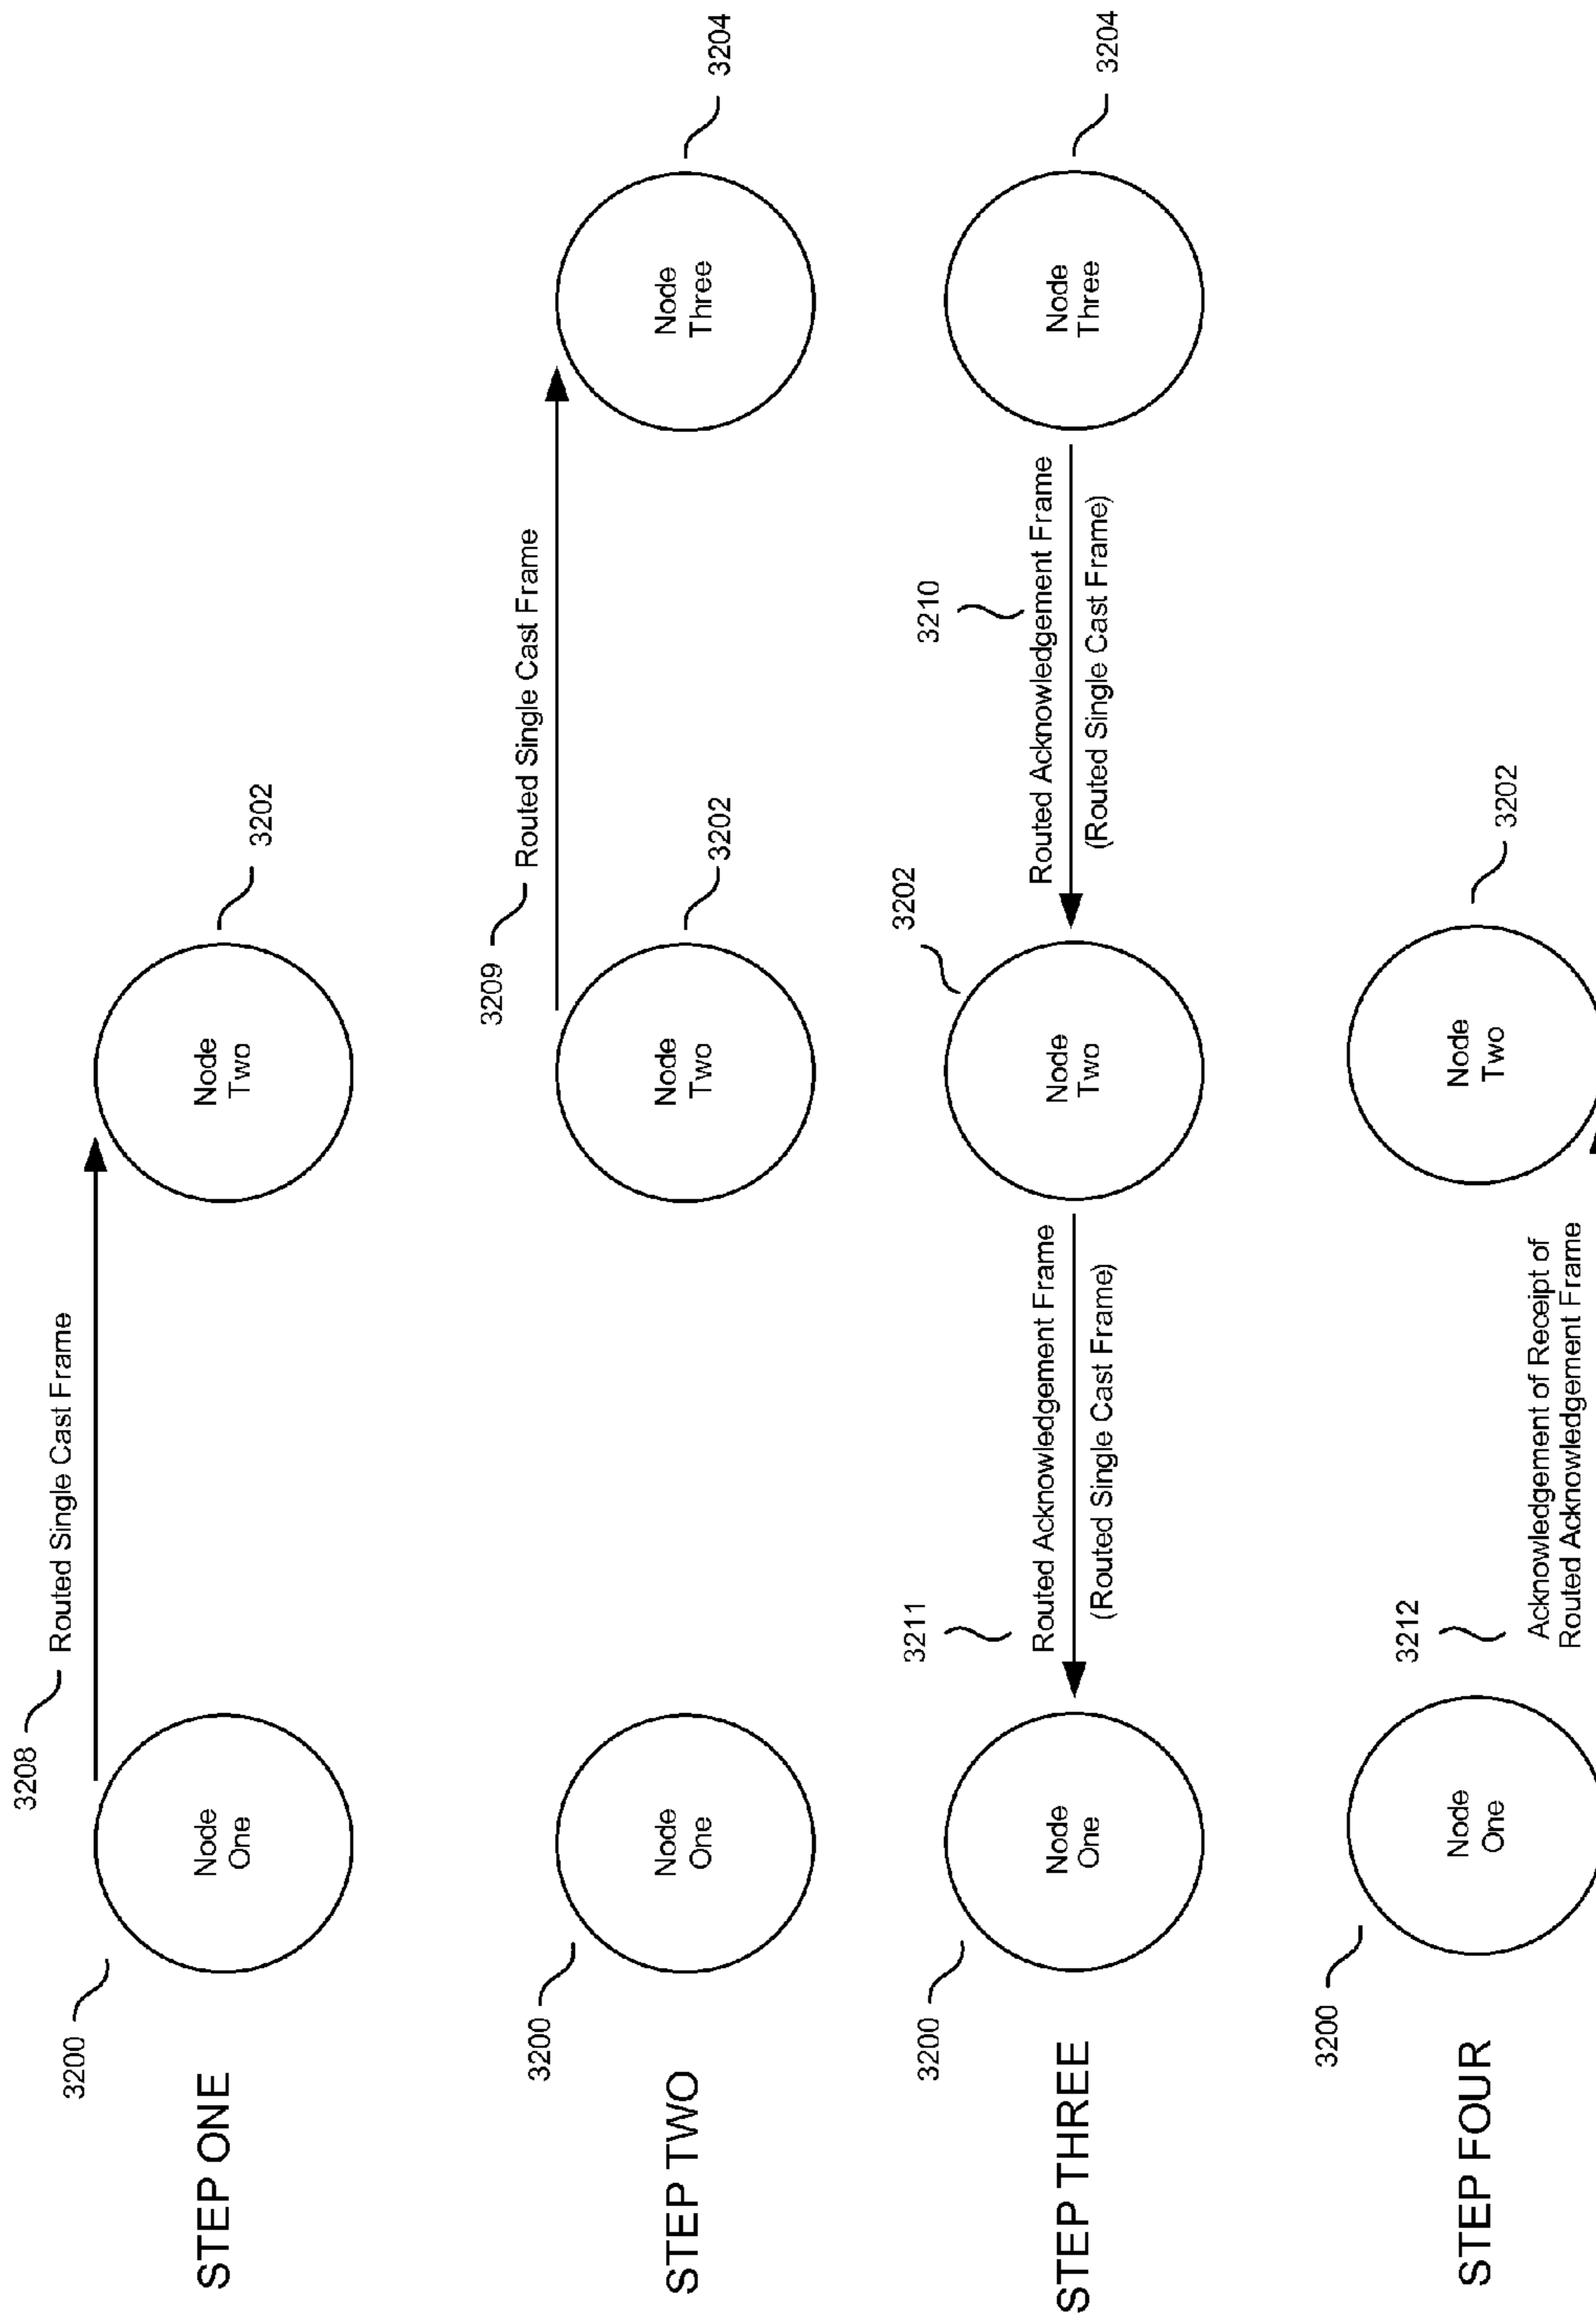 STEP ONE
3200
Node
One
3208
Routed Single Cast Frame
Node
Two
3202
STEP TWO
3200
Node
One
Node
Two
3202
3209
Routed Single Cast Frame
Node
Three
3204
STEP THREE
3200
Node
One
3211
Routed Acknowledgement Frame
(Routed Single Cast Frame)
Node
Two
3202
3210
Routed Acknowledgement Frame
(Routed Single Cast Frame)
Node
Three
3204
STEP FOUR
3200
Node
One
3212
Acknowledgement of Receipt of
Routed Acknowledgement Frame
Node
Two
3202